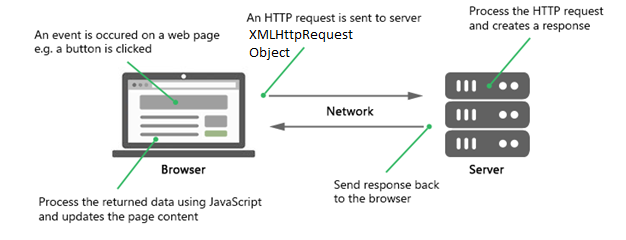 An event is occured on a web page
e.g. a button is clicked
An HTTP request is sent to server
XMLHttpRequest
Object
Process the HTTP request
and creates a response
Network
Browser
Server
Process the returned data using JavaScript
and updates the page content
Send response back
to the browser